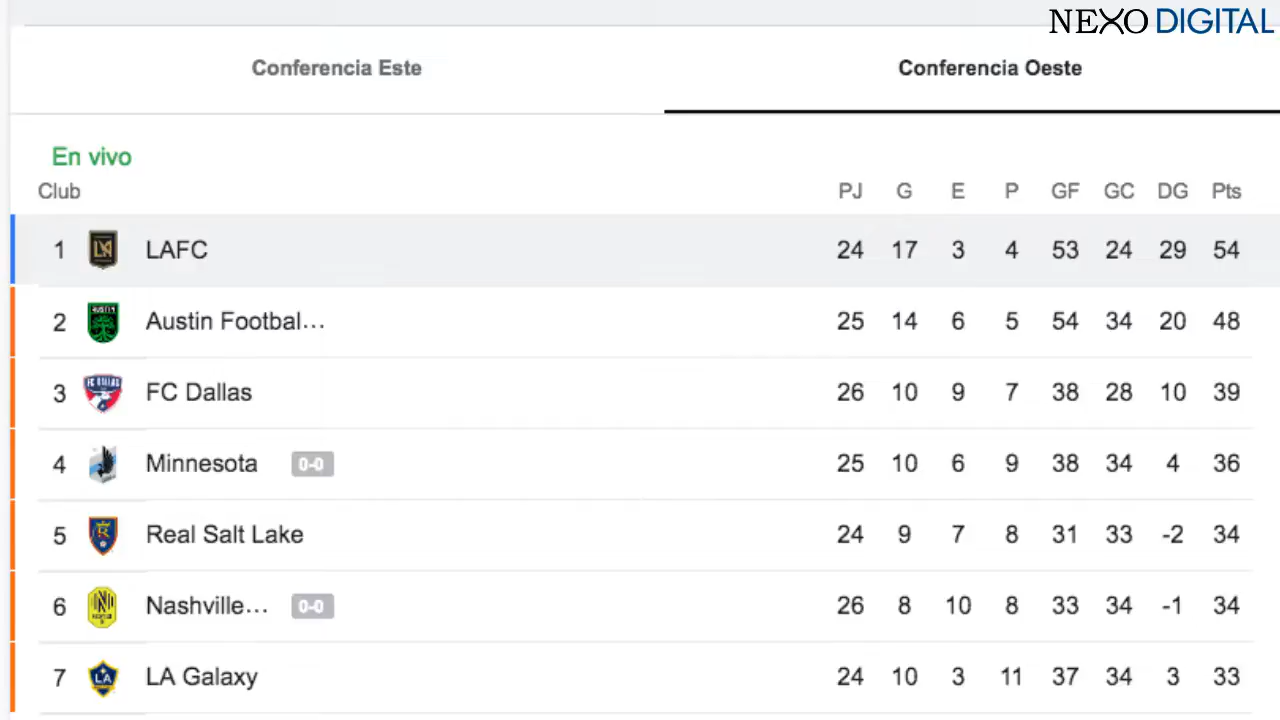 NEXO DIGITAL
Conferencia Este Conferencia Oeste
En vivo
Club PJ G E P GF GC DG Pts
1 LAFC 24 17 3 4 53 24 29 54
2 Austin Footbal... 25 14 6 5 54 34 20 48
3 FC Dallas 26 10 9 7 38 28 10 39
4 Minnesota 0-0 25 10 6 9 38 34 4 36
5 Real Salt Lake 24 9 7 8 31 33 -2 34
6 Nashville... 0-0 26 8 10 8 33 34 -1 34
7 LA Galaxy 24 10 3 11 37 34 3 33